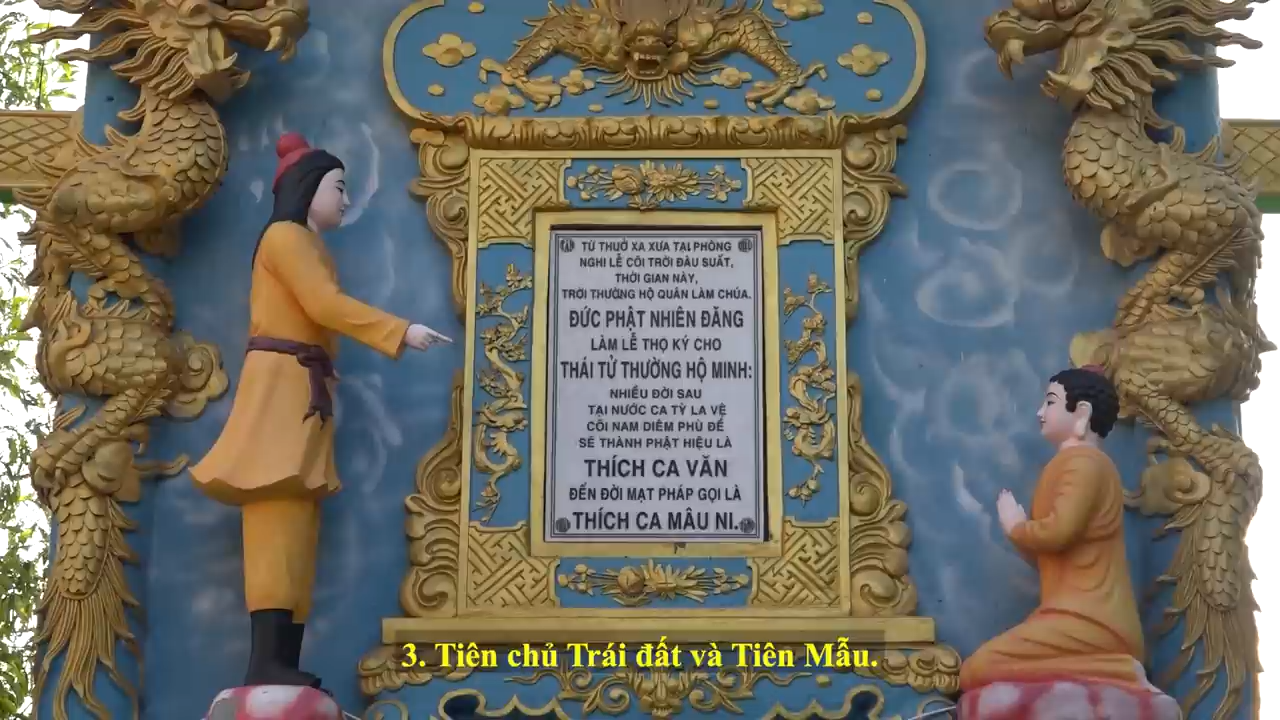 TỪ THUỞ XA XƯA TẠI PHÒNG
NGHI LỄ CÕI TRỜI ĐÂU SUẤT,
THỜI GIAN NÀY,
TRỜI THƯỜNG HỘ QUÂN LÀM CHÚA.
ĐỨC PHẬT NHIÊN ĐĂNG
LÀM LỄ THỌ KÝ CHO
THÁI TỬ THƯỜNG HỘ MINH:
NHIỀU ĐỜI SAU
TẠI NƯỚC CA TỲ LA VỆ
CÕI NAM DIÊM PHÙ ĐỀ
SẼ THÀNH PHẬT HIỆU LÀ
THÍCH CA VĂN
ĐẾN ĐỜI MẠT PHÁP GỌI LÀ
THÍCH CA MÂU NI.
3. Tiên chủ Trái đất và Tiên Mẫu.